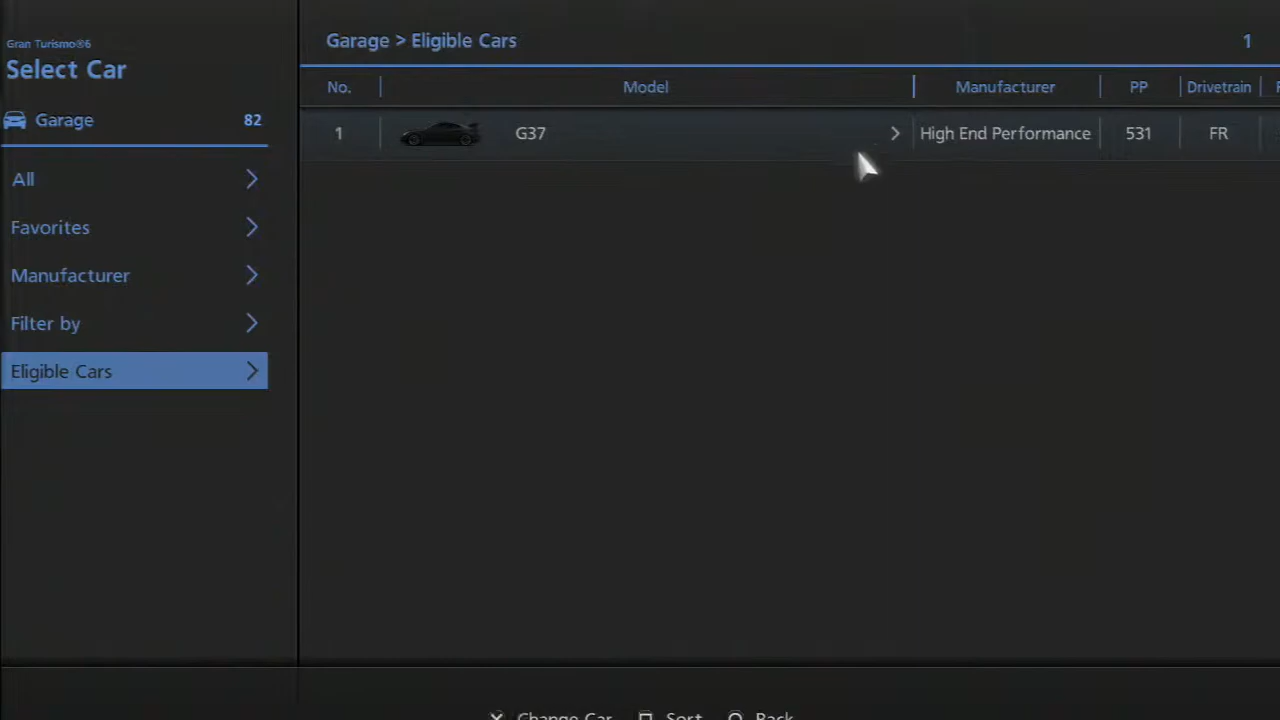 Gran Turismo®6
Select Car
Garage 82
All
Favorites
Manufacturer
Filter by
Eligible Cars
Garage > Eligible Cars 1
No. Model Manufacturer PP Drivetrain
1 G37 High End Performance 531 FR
Change Car Sort Back